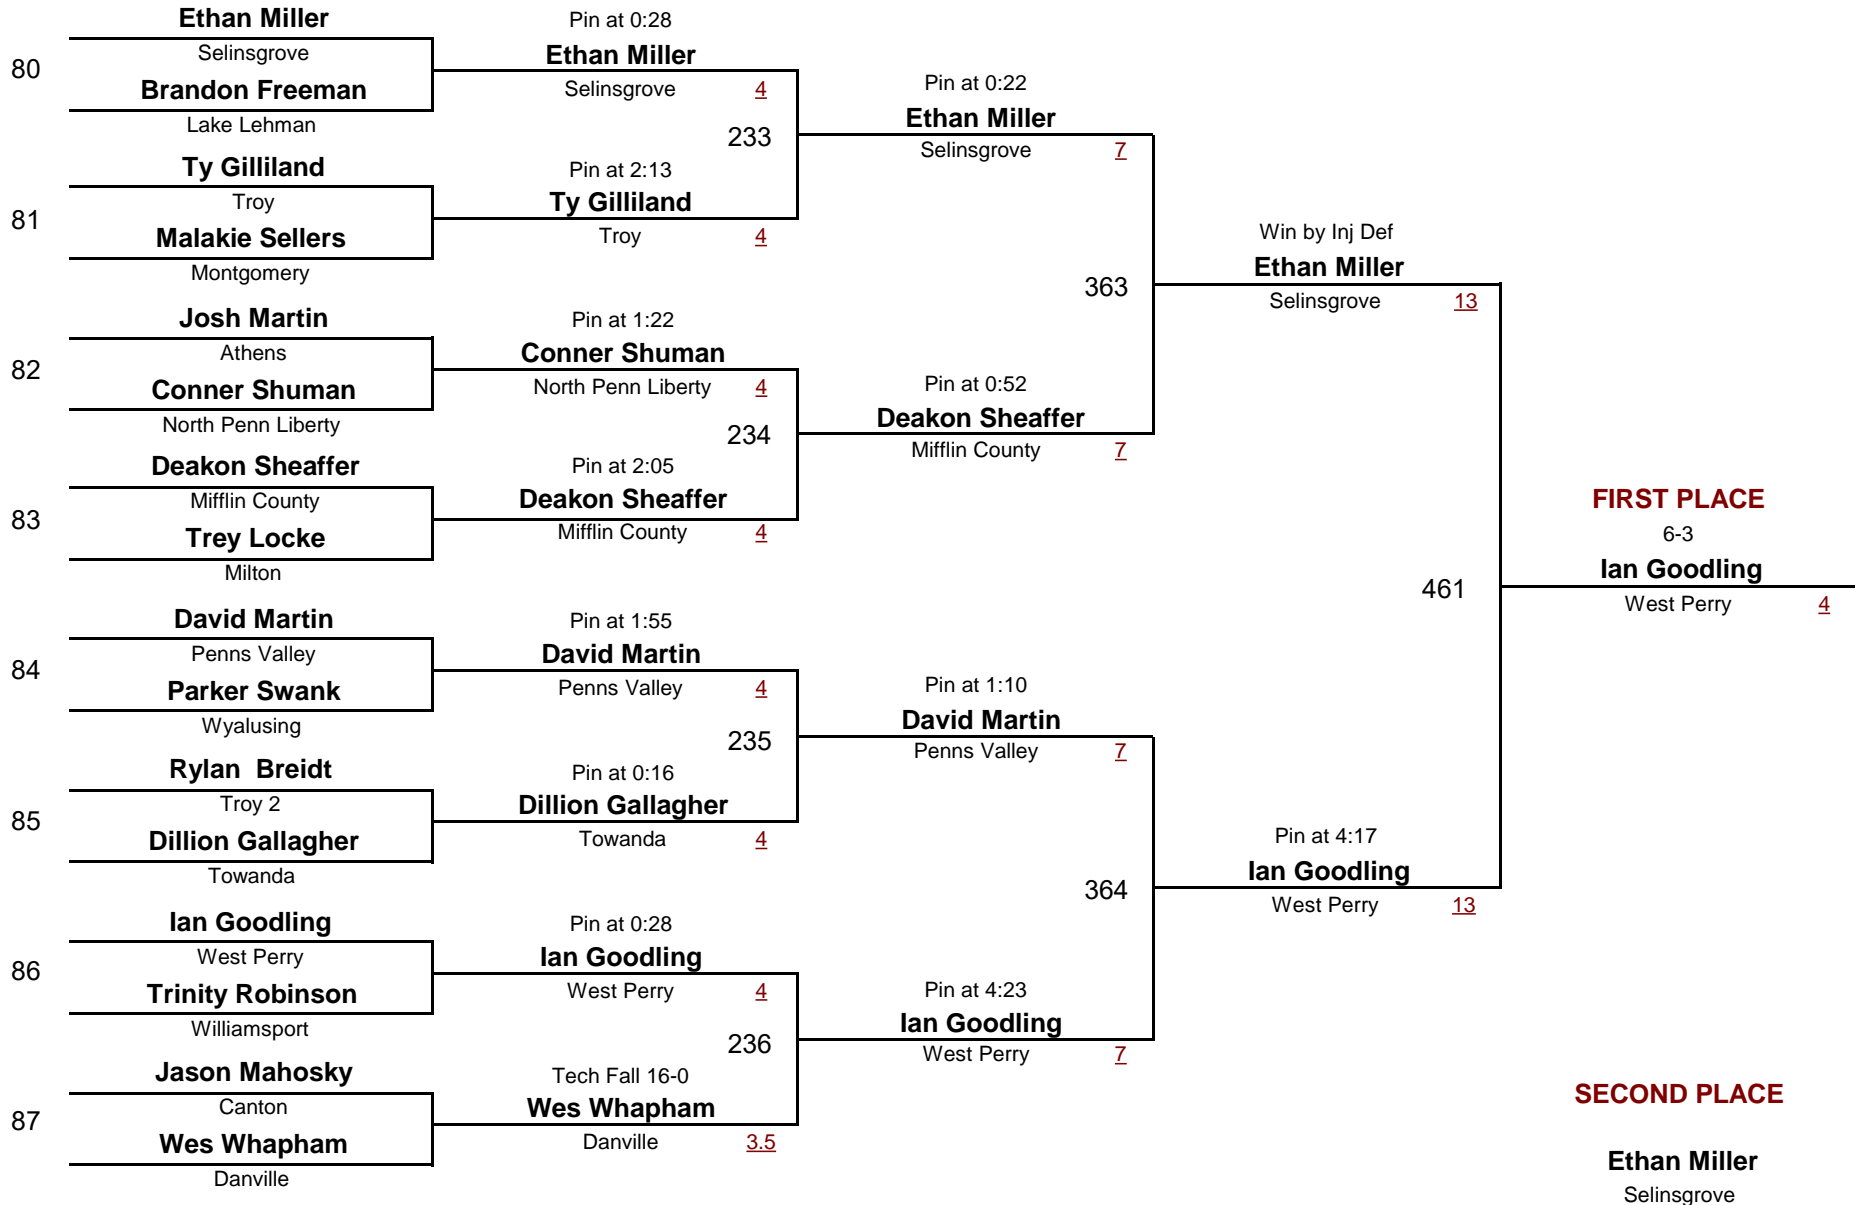 Ethan Miller
Selinsgrove
80
Brandon Freeman
Lake Lehman
Ty Gilliland
Troy
81
Malakie Sellers
Montgomery
Josh Martin
Athens
82
Conner Shuman
North Penn Liberty
Deakon Sheaffer
Mifflin County
83
Trey Locke
Milton
David Martin
Penns Valley
84
Parker Swank
Wyalusing
Rylan  Breidt
Troy 2
85
Dillion Gallagher
Towanda
Ian Goodling
West Perry
86
Trinity Robinson
Williamsport
Jason Mahosky
Canton
87
Wes Whapham
Danville
Pin at 0:28
Ethan Miller
Selinsgrove 4
233
Pin at 2:13
Ty Gilliland
Troy 4
Pin at 1:22
Conner Shuman
North Penn Liberty 4
234
Pin at 2:05
Deakon Sheaffer
Mifflin County 4
Pin at 1:55
David Martin
Penns Valley 4
235
Pin at 0:16
Dillion Gallagher
Towanda 4
Pin at 0:28
Ian Goodling
West Perry 4
236
Tech Fall 16-0
Wes Whapham
Danville 3.5
Pin at 0:22
Ethan Miller
Selinsgrove 7
363
Pin at 0:52
Deakon Sheaffer
Mifflin County 7
Pin at 1:10
David Martin
Penns Valley 7
364
Pin at 4:23
Ian Goodling
West Perry 7
Win by Inj Def
Ethan Miller
Selinsgrove 13
461
Pin at 4:17
Ian Goodling
West Perry 13
FIRST PLACE
6-3
Ian Goodling
West Perry 4
SECOND PLACE
Ethan Miller
Selinsgrove